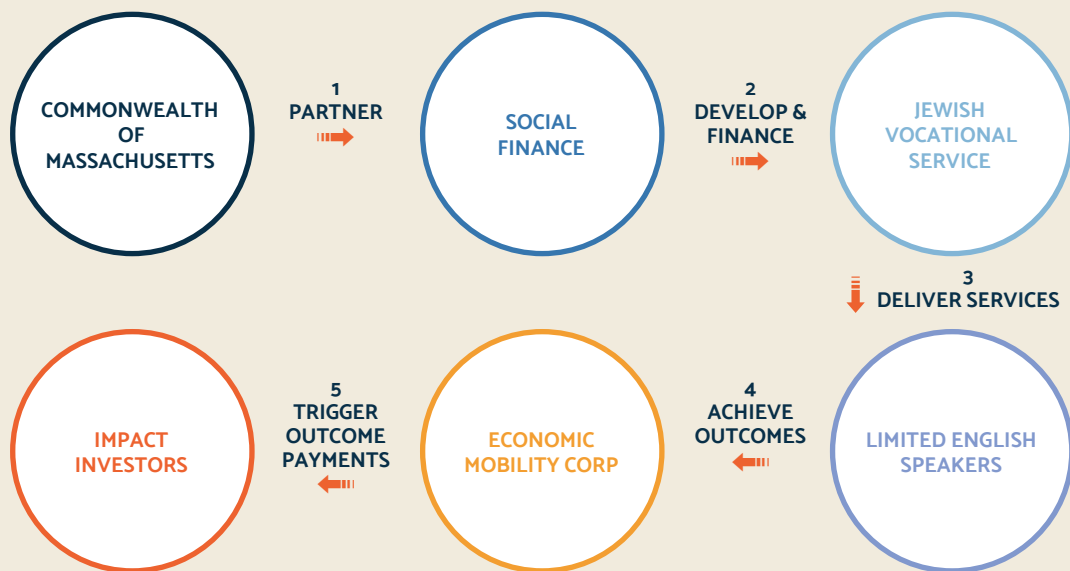 COMMONWEALTH
OF
MASSACHUSETTS
1
PARTNER
SOCIAL
FINANCE
2
DEVELOP &
FINANCE
JEWISH
VOCATIONAL
SERVICE
3
DELIVER SERVICES
LIMITED ENGLISH
SPEAKERS
4
ACHIEVE
OUTCOMES
ECONOMIC
MOBILITY CORP
5
TRIGGER
OUTCOME
PAYMENTS
IMPACT
INVESTORS